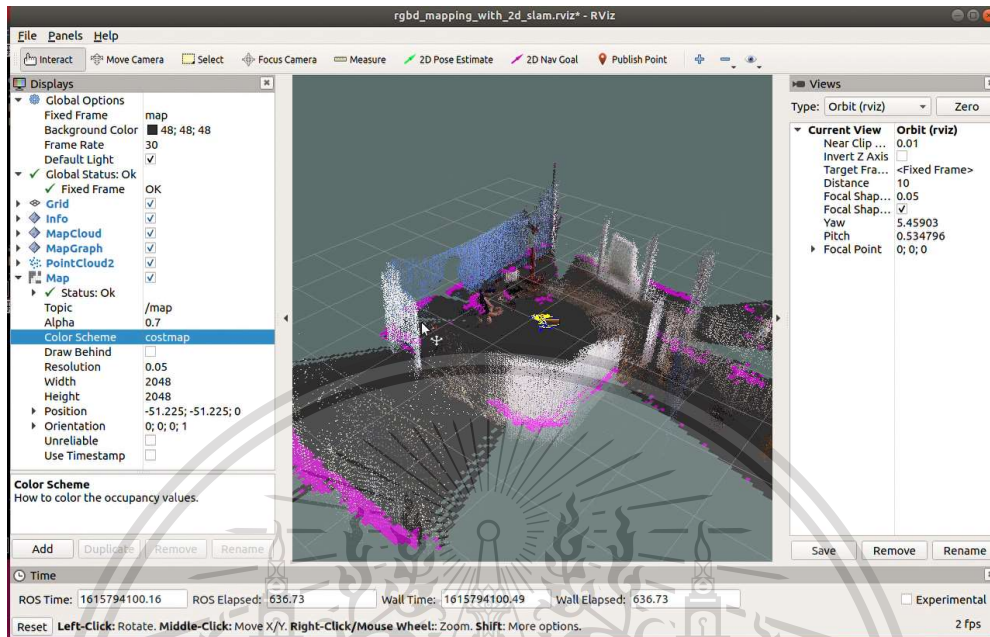 rgbd_mapping_with_2d_slam.rviz* - RViz
File Panels Help
Interact Move Camera Select Focus Camera Measure 2D Pose Estimate 2D Nav Goal Publish Point
Displays
Global Options
Fixed Frame map
Background Color 48; 48; 48
Frame Rate 30
Default Light
Global Status: Ok
Fixed Frame OK
Grid
Info
MapCloud
MapGraph
PointCloud2
Map
Status: Ok
Topic /map
Alpha 0.7
Color Scheme costmap
Draw Behind
Resolution 0.05
Width 2048
Height 2048
Position -51.225; -51.225; 0
Orientation 0; 0; 0; 1
Unreliable
Use Timestamp
Color Scheme
How to color the occupancy values.
Add Duplicate Remove Rename
Views
Type: Orbit (rviz) Zero
Current View Orbit (rviz)
Near Clip ... 0.01
Invert Z Axis
Target Fra... <Fixed Frame>
Distance 10
Focal Shap... 0.05
Focal Shap...
Yaw 5.45903
Pitch 0.534796
Focal Point 0; 0; 0
Save Remove Rename
Time
ROS Time: 1615794100.16 ROS Elapsed: 636.73 Wall Time: 1615794100.49 Wall Elapsed: 636.73 Experimental
Reset Left-Click: Rotate. Middle-Click: Move X/Y. Right-Click/Mouse Wheel:: Zoom. Shift: More options. 2 fps